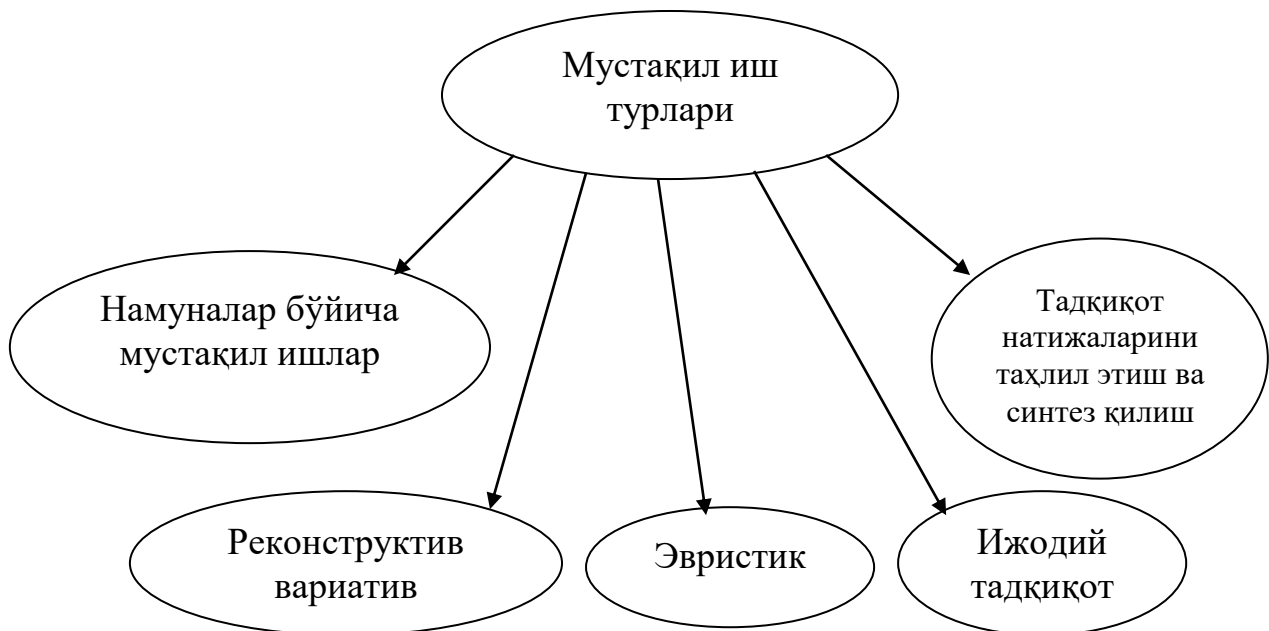 Мустақил иш
турлари
Намуналар бўйича
мустақил ишлар
Тадқиқот
натижаларини
таҳлил этиш ва
синтез қилиш
Реконструктив
вариатив
Эвристик
Ижодий
тадқиқот